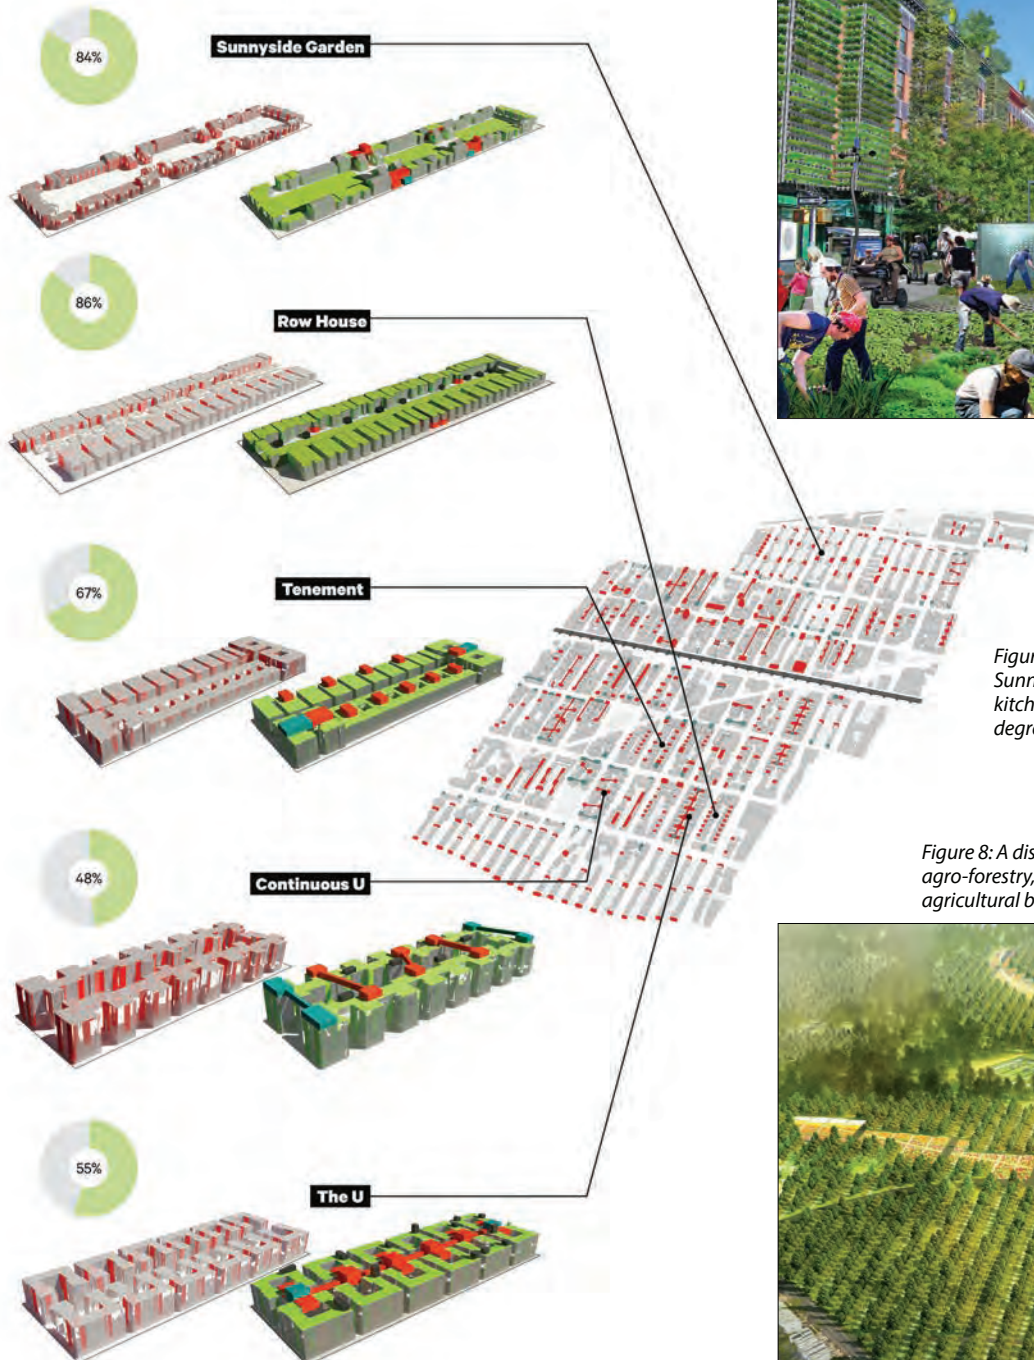 84%
Sunnyside Garden
86%
Row House
67%
Tenement
Figur
Sunn
kitch
degr
48%
Continuous U
Figure 8: A dis
agro-forestry,
agricultural b
55%
The U